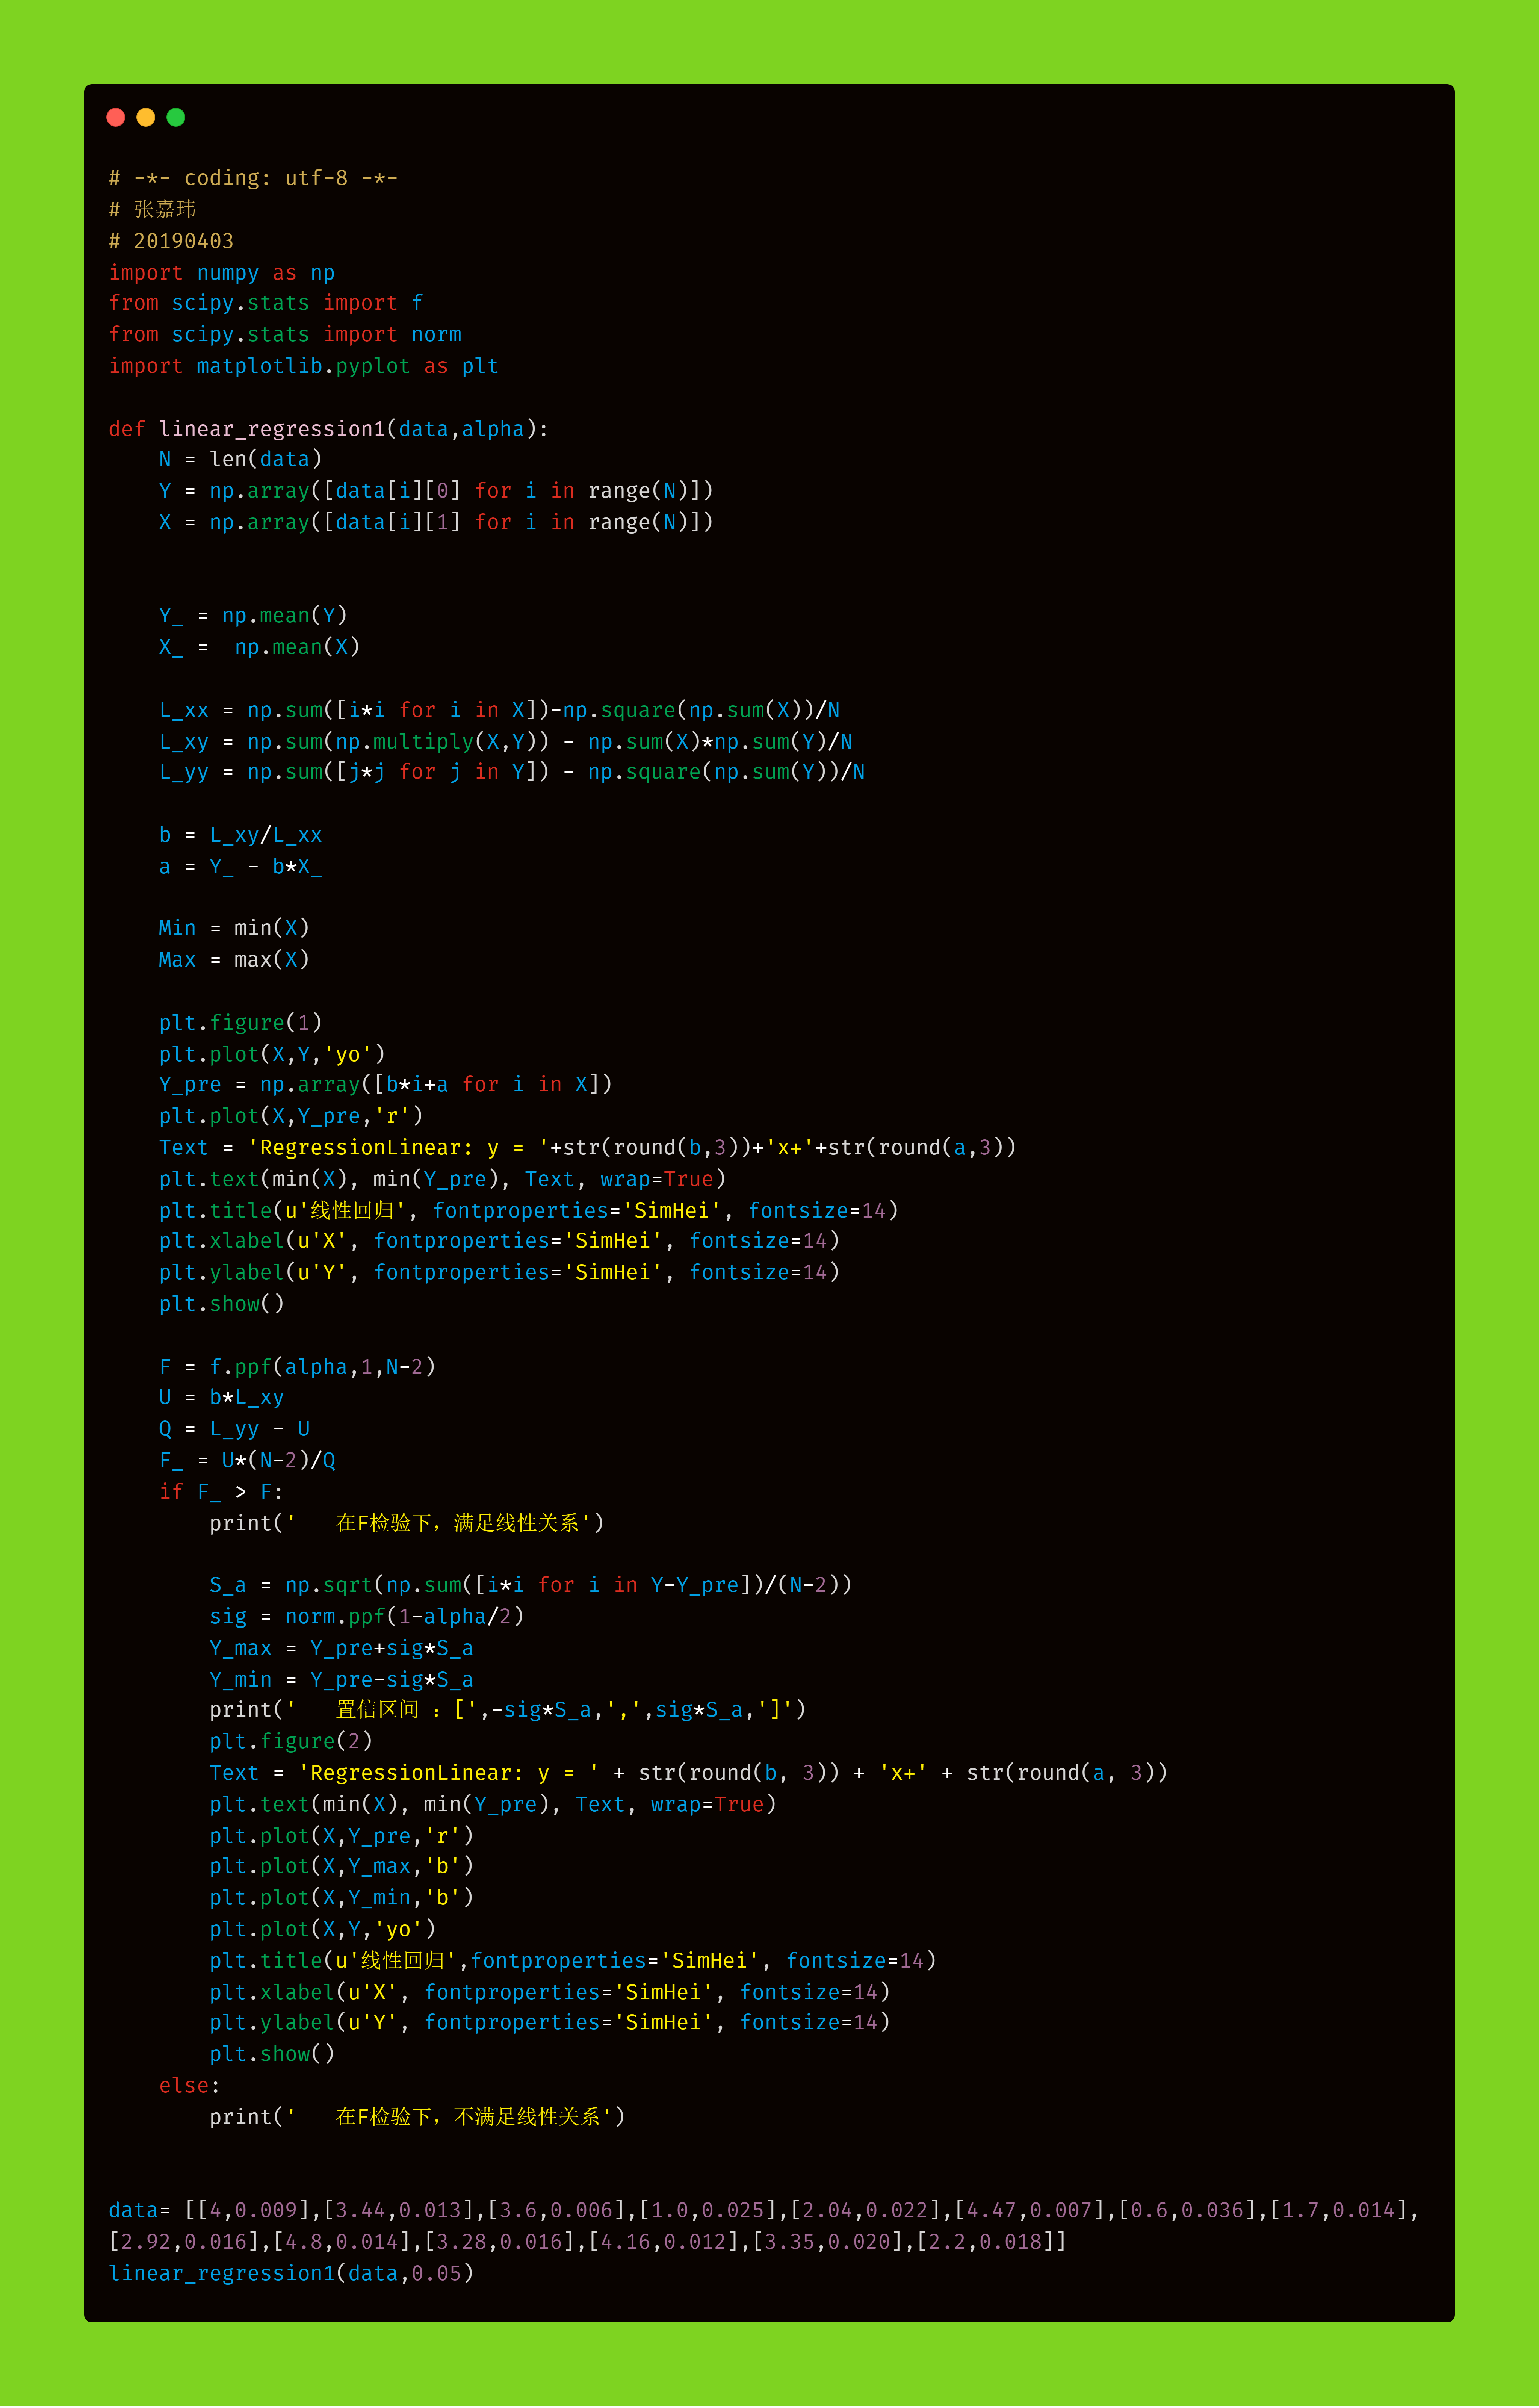 # -*- coding: utf-8 -*-
# 张嘉玮
# 20190403
import numpy as np
from scipy.stats import f
from scipy.stats import norm
import matplotlib.pyplot as plt

def linear_regression1(data,alpha):
    N = len(data)
    Y = np.array([data[i][0] for i in range(N)])
    X = np.array([data[i][1] for i in range(N)])


    Y_ = np.mean(Y)
    X_ =  np.mean(X)

    L_xx = np.sum([i*i for i in X])-np.square(np.sum(X))/N
    L_xy = np.sum(np.multiply(X,Y)) - np.sum(X)*np.sum(Y)/N
    L_yy = np.sum([j*j for j in Y]) - np.square(np.sum(Y))/N

    b = L_xy/L_xx
    a = Y_ - b*X_

    Min = min(X)
    Max = max(X)

    plt.figure(1)
    plt.plot(X,Y,'yo')
    Y_pre = np.array([b*i+a for i in X])
    plt.plot(X,Y_pre,'r')
    Text = 'RegressionLinear: y = '+str(round(b,3))+'x+'+str(round(a,3))
    plt.text(min(X), min(Y_pre), Text, wrap=True)
    plt.title(u'线性回归', fontproperties='SimHei', fontsize=14)
    plt.xlabel(u'X', fontproperties='SimHei', fontsize=14)
    plt.ylabel(u'Y', fontproperties='SimHei', fontsize=14)
    plt.show()

    F = f.ppf(alpha,1,N-2)
    U = b*L_xy
    Q = L_yy - U
    F_ = U*(N-2)/Q
    if F_ > F:
        print('   在F检验下，满足线性关系')

        S_a = np.sqrt(np.sum([i*i for i in Y-Y_pre])/(N-2))
        sig = norm.ppf(1-alpha/2)
        Y_max = Y_pre+sig*S_a
        Y_min = Y_pre-sig*S_a
        print('   置信区间 ：[',-sig*S_a,',',sig*S_a,']')
        plt.figure(2)
        Text = 'RegressionLinear: y = ' + str(round(b, 3)) + 'x+' + str(round(a, 3))
        plt.text(min(X), min(Y_pre), Text, wrap=True)
        plt.plot(X,Y_pre,'r')
        plt.plot(X,Y_max,'b')
        plt.plot(X,Y_min,'b')
        plt.plot(X,Y,'yo')
        plt.title(u'线性回归',fontproperties='SimHei', fontsize=14)
        plt.xlabel(u'X', fontproperties='SimHei', fontsize=14)
        plt.ylabel(u'Y', fontproperties='SimHei', fontsize=14)
        plt.show()
    else:
        print('   在F检验下，不满足线性关系')


data= [[4,0.009],[3.44,0.013],[3.6,0.006],[1.0,0.025],[2.04,0.022],[4.47,0.007],[0.6,0.036],[1.7,0.014],
[2.92,0.016],[4.8,0.014],[3.28,0.016],[4.16,0.012],[3.35,0.020],[2.2,0.018]]
linear_regression1(data,0.05)